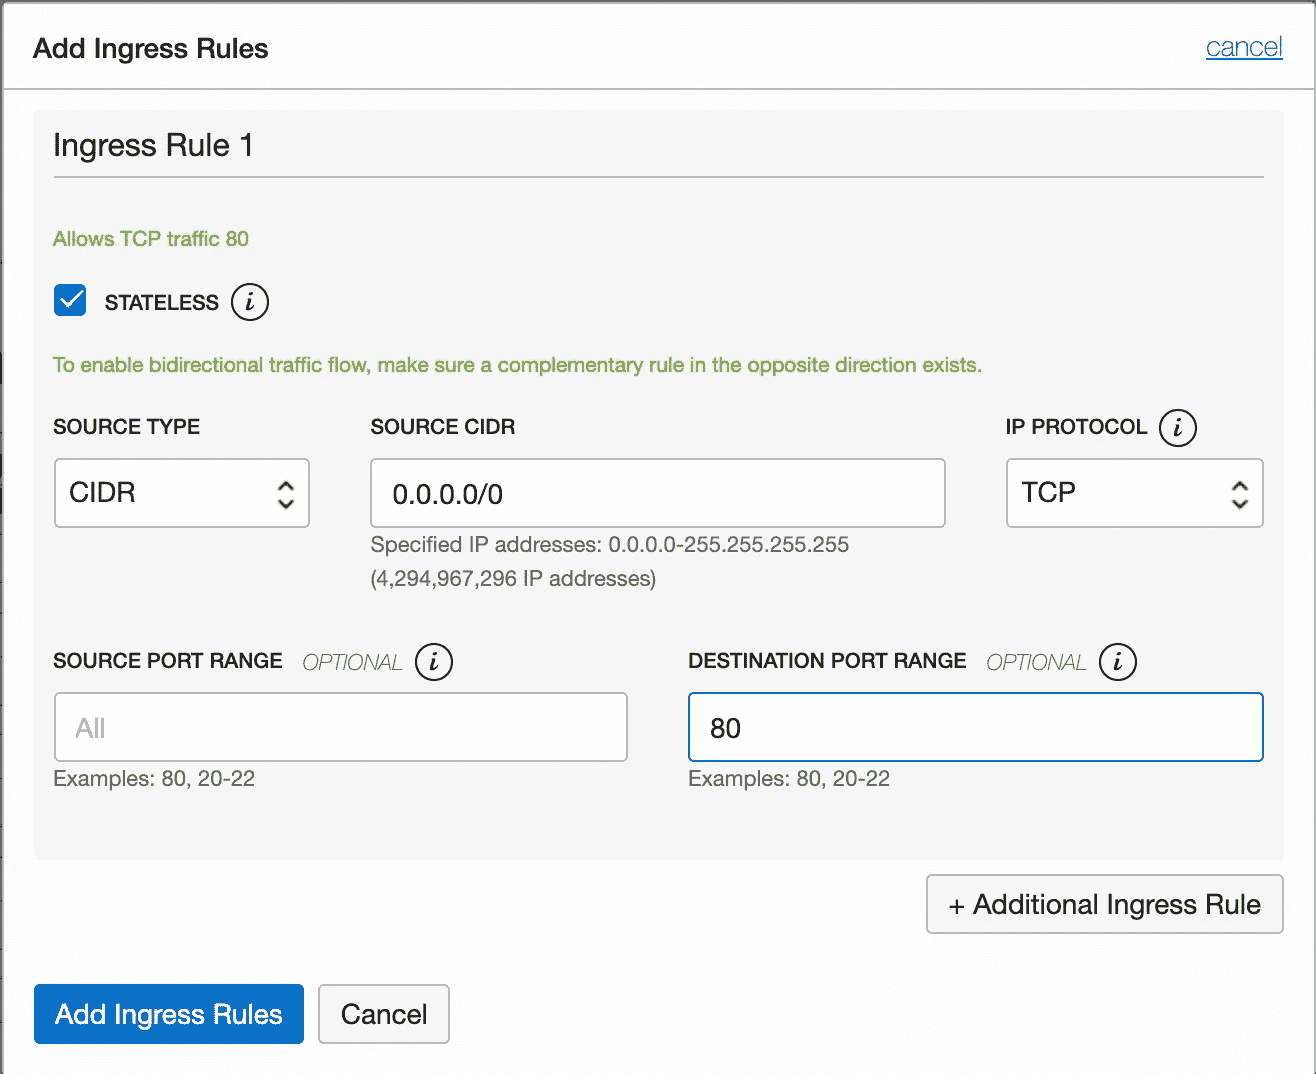 Add Ingress Rules
cancel
Ingress Rule 1
Allows TCP traffic 80
STATELESS i
To enable bidirectional traffic flow, make sure a complementary rule in the opposite direction exists.
SOURCE TYPE
SOURCE CIDR
IP PROTOCOL i
CIDR
0.0.0.0/0
TCP
Specified IP addresses: 0.0.0.0-255.255.255.255
(4,294,967,296 IP addresses)
SOURCE PORT RANGE OPTIONAL i
DESTINATION PORT RANGE OPTIONAL i
All
80
Examples: 80, 20-22
Examples: 80, 20-22
+ Additional Ingress Rule
Add Ingress Rules
Cancel